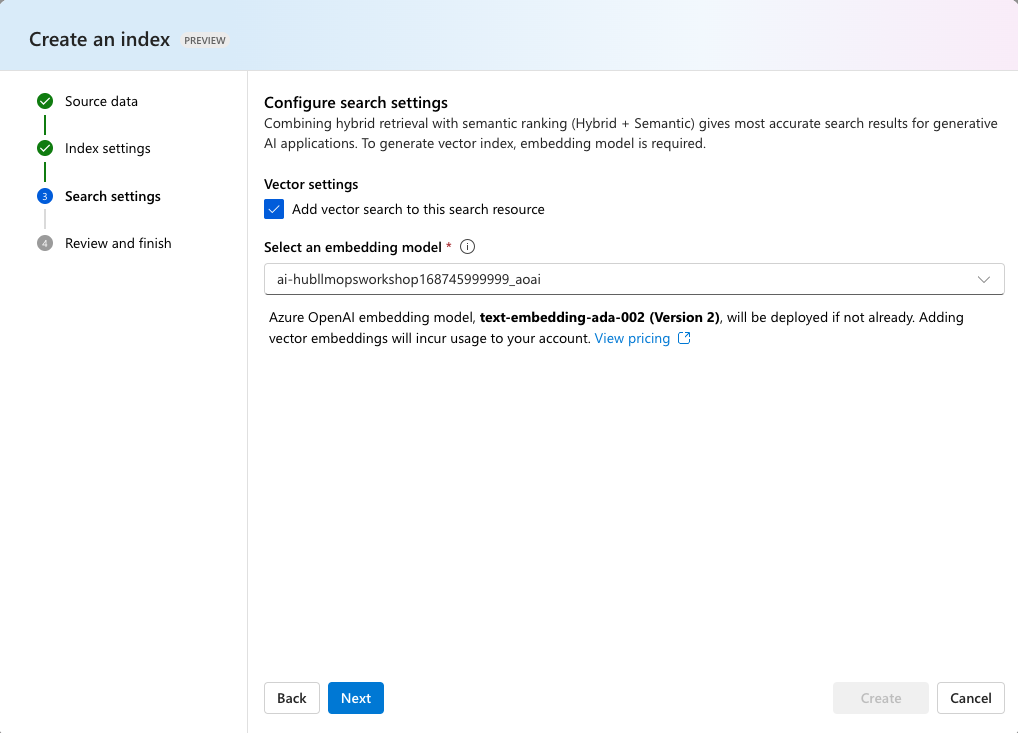 Create an index PREVIEW
Source data
Index settings
3 Search settings
4 Review and finish
Configure search settings
Combining hybrid retrieval with semantic ranking (Hybrid + Semantic) gives most accurate search results for generative
AI applications. To generate vector index, embedding model is required.
Vector settings
Add vector search to this search resource
Select an embedding model *
ai-hubllmopsworkshop168745999999_aoai
Azure OpenAI embedding model, text-embedding-ada-002 (Version 2), will be deployed if not already. Adding
vector embeddings will incur usage to your account. View pricing
Back Next Create Cancel